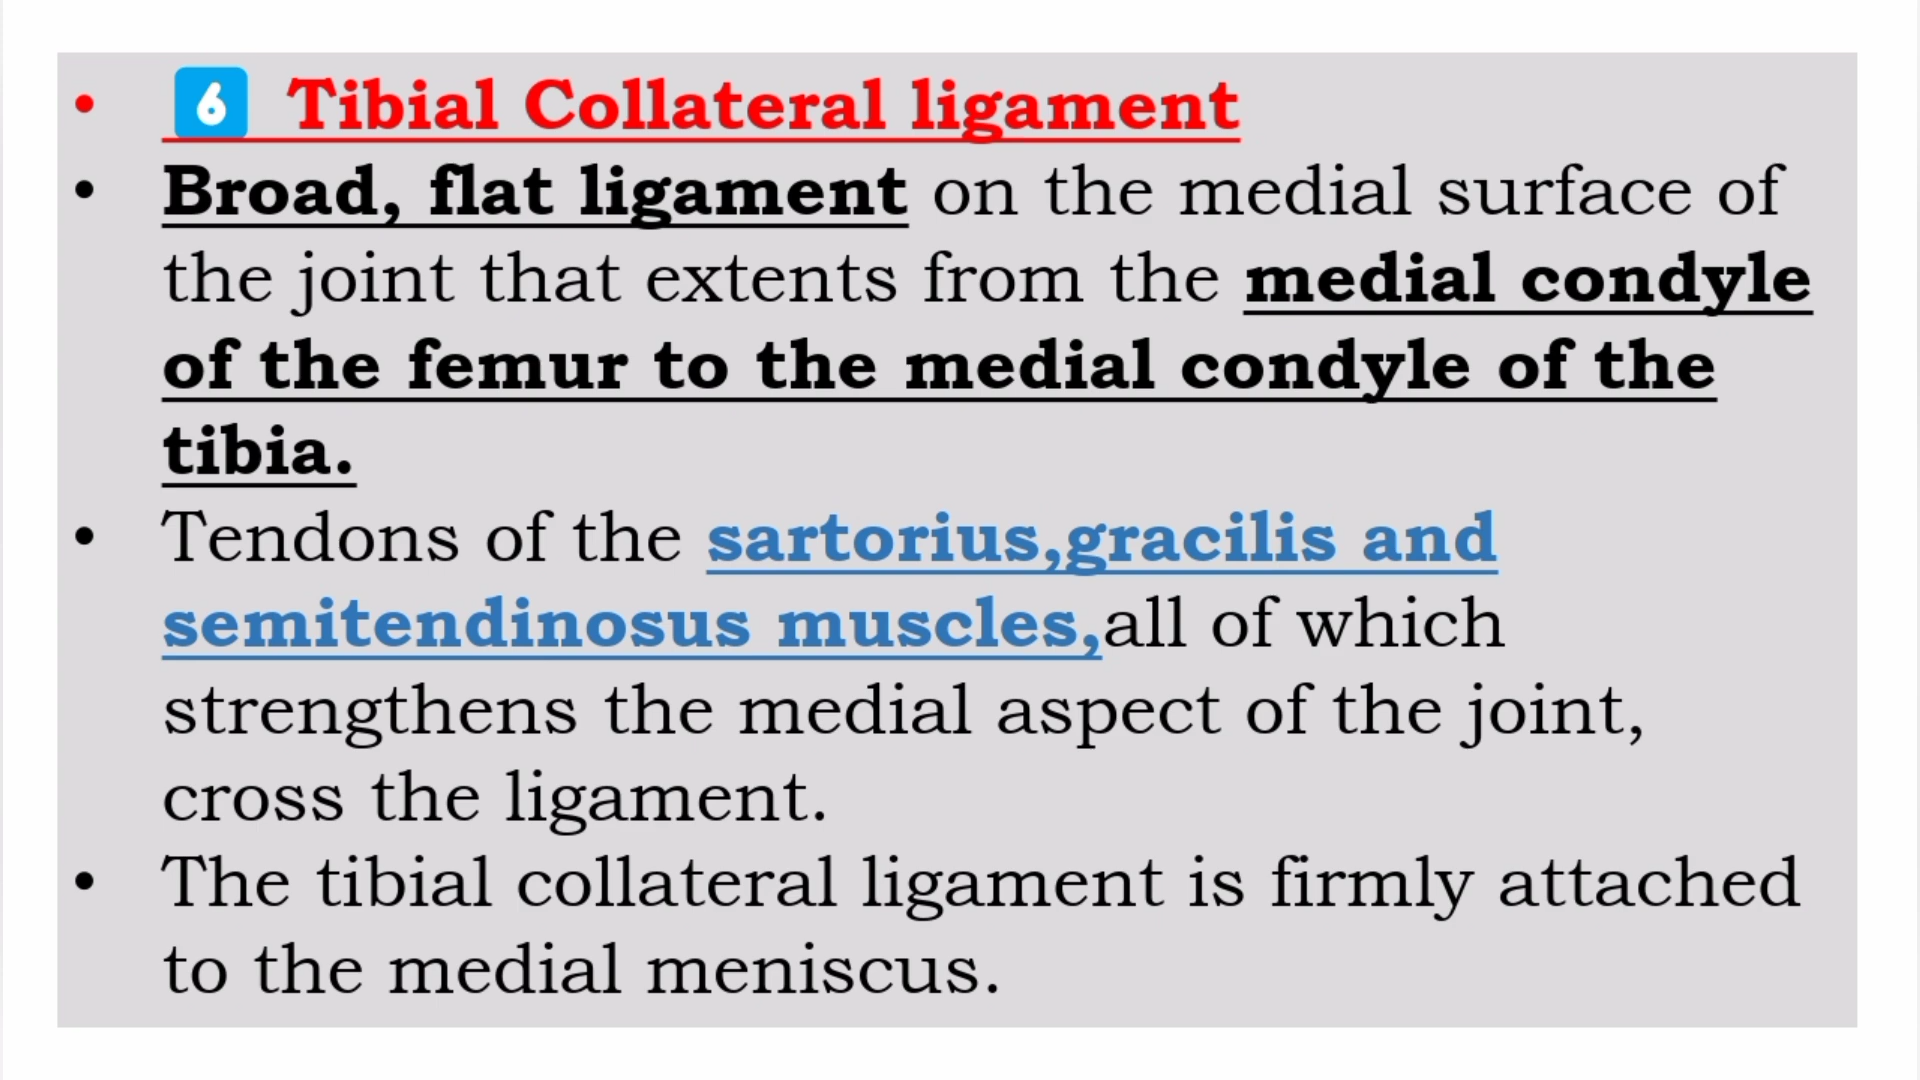 • 6 Tibial Collateral ligament
• Broad, flat ligament on the medial surface of
the joint that extents from the medial condyle
of the femur to the medial condyle of the
tibia.
• Tendons of the sartorius,gracilis and
semitendinosus muscles,all of which
strengthens the medial aspect of the joint,
cross the ligament.
• The tibial collateral ligament is firmly attached
to the medial meniscus.